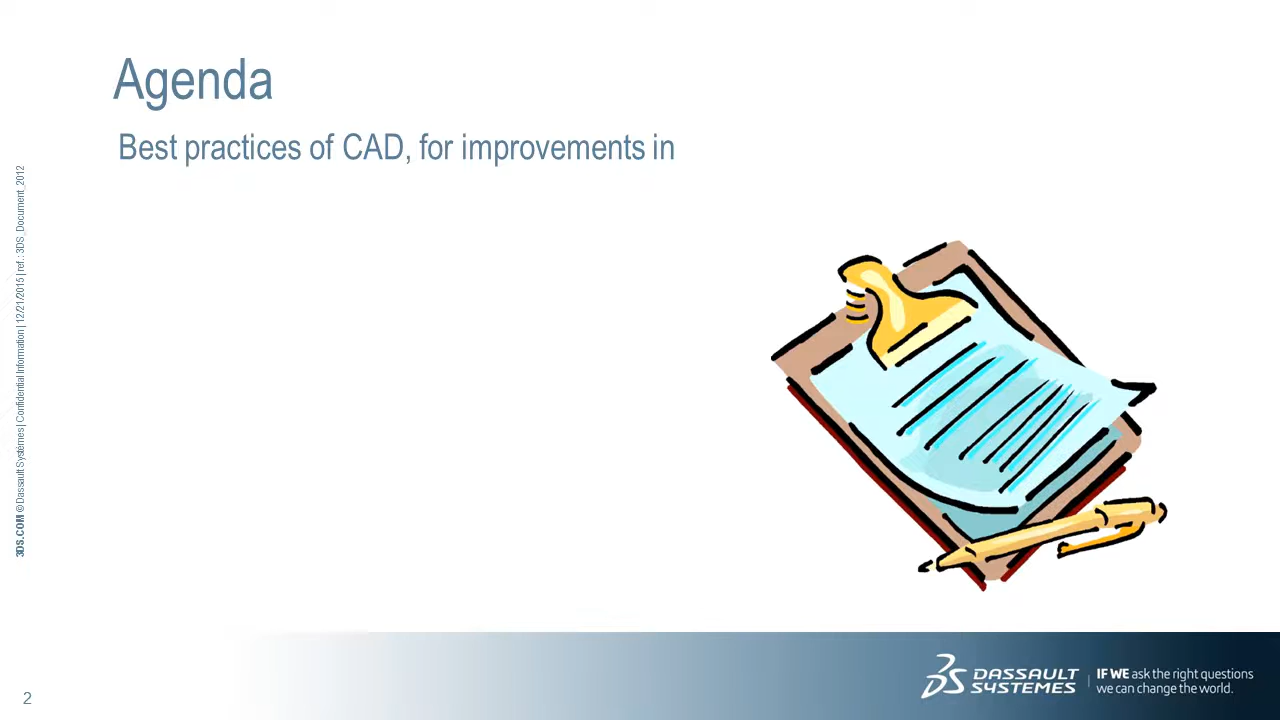 Agenda
Best practices of CAD, for improvements in
3DS.COM © Dassault Systèmes | Confidential Information | 12/21/2015 | ref.: 3DS_Document_2012
2
DASSAULT
SYSTEMES
IF WE ask the right questions
we can change the world.